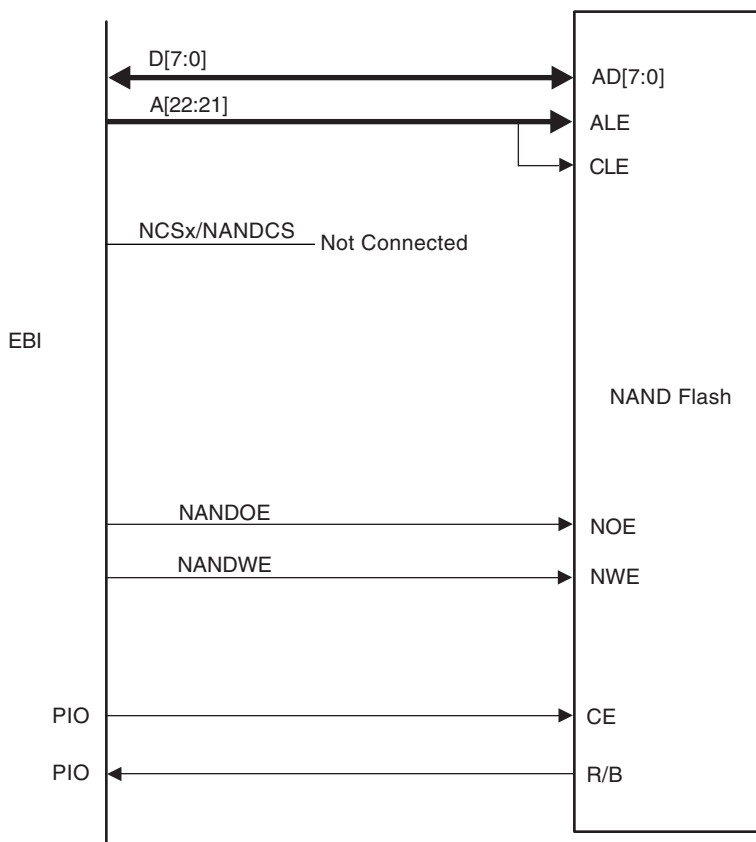 D[7:0]
AD[7:0]
A[22:21]
ALE
CLE
NCSx/NANDCS
Not Connected
EBI
NAND Flash
NANDOE
NOE
NANDWE
NWE
PIO
CE
PIO
R/B